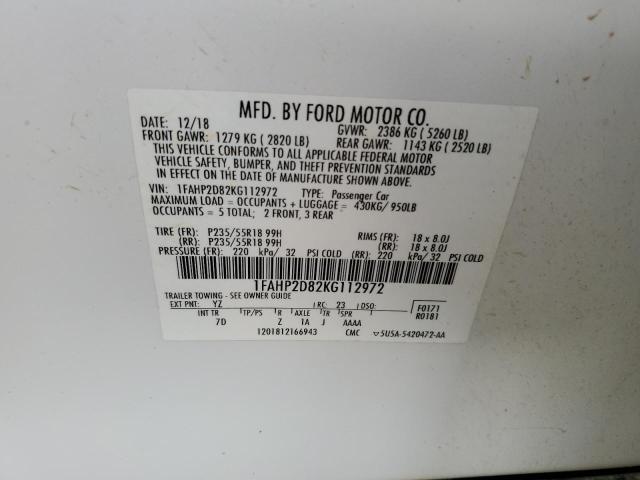 MFD. BY FORD MOTOR CO.
DATE: 12/18 GVWR: 2386 KG ( 5260 LB)
FRONT GAWR: 1279 KG ( 2820 LB) REAR GAWR: 1143 KG ( 2520 LB)
THIS VEHICLE CONFORMS TO ALL APPLICABLE FEDERAL MOTOR
VEHICLE SAFETY, BUMPER, AND THEFT PREVENTION STANDARDS
IN EFFECT ON THE DATE OF MANUFACTURE SHOWN ABOVE.
VIN: 1FAHP2D82KG112972 TYPE: Passenger Car
MAXIMUM LOAD = OCCUPANTS + LUGGAGE = 430KG/ 950LB
OCCUPANTS = 5 TOTAL; 2 FRONT, 3 REAR
TIRE (FR): P235/55R18 99H RIMS (FR): 18 x 8.0J
(RR): P235/55R18 99H (RR): 18 x 8.0J
PRESSURE (FR): 220 kPa/ 32 PSI COLD (RR): 220 kPa/ 32 PSI COLD
1FAHP2D82KG112972
TRAILER TOWING - SEE OWNER GUIDE
EXT PNT: YZ RC: 23 DSO: F0171
INT TR TP/PS R AXLE TR SPR R0181
7D Z 1A J AAAA
1201812166943 CMC 5U5A-5420472-AA